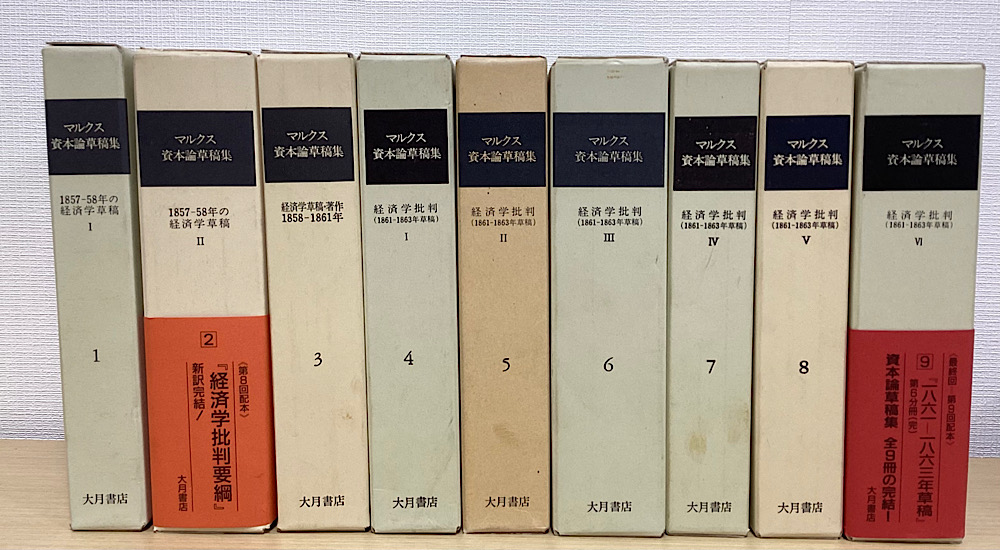 マルクス
資本論草稿集
1857-58年の
経済学草稿
I
1
マルクス
資本論草稿集
1857-58年の
経済学草稿
II
2
〈第8回配本〉
『経済学批判要綱』
新訳完結!
大月書店
マルクス
資本論草稿集
経済学草稿・著作
1858-1861年
3
大月書店
マルクス
資本論草稿集
経済学批判
(1861-1863年草稿)
I
4
大月書店
マルクス
資本論草稿集
経済学批判
(1861-1863年草稿)
II
5
大月書店
マルクス
資本論草稿集
経済学批判
(1861-1863年草稿)
III
6
大月書店
マルクス
資本論草稿集
経済学批判
(1861-1863年草稿)
IV
7
大月書店
マルクス
資本論草稿集
経済学批判
(1861-1863年草稿)
V
8
大月書店
マルクス
資本論草稿集
経済学批判
(1861-1863年草稿)
VI
〈最終回―第9回配本〉
9『一八六一―一八六三年草稿』
第6分冊(完)
資本論草稿集 全9冊の完結!
大月書店
大月書店